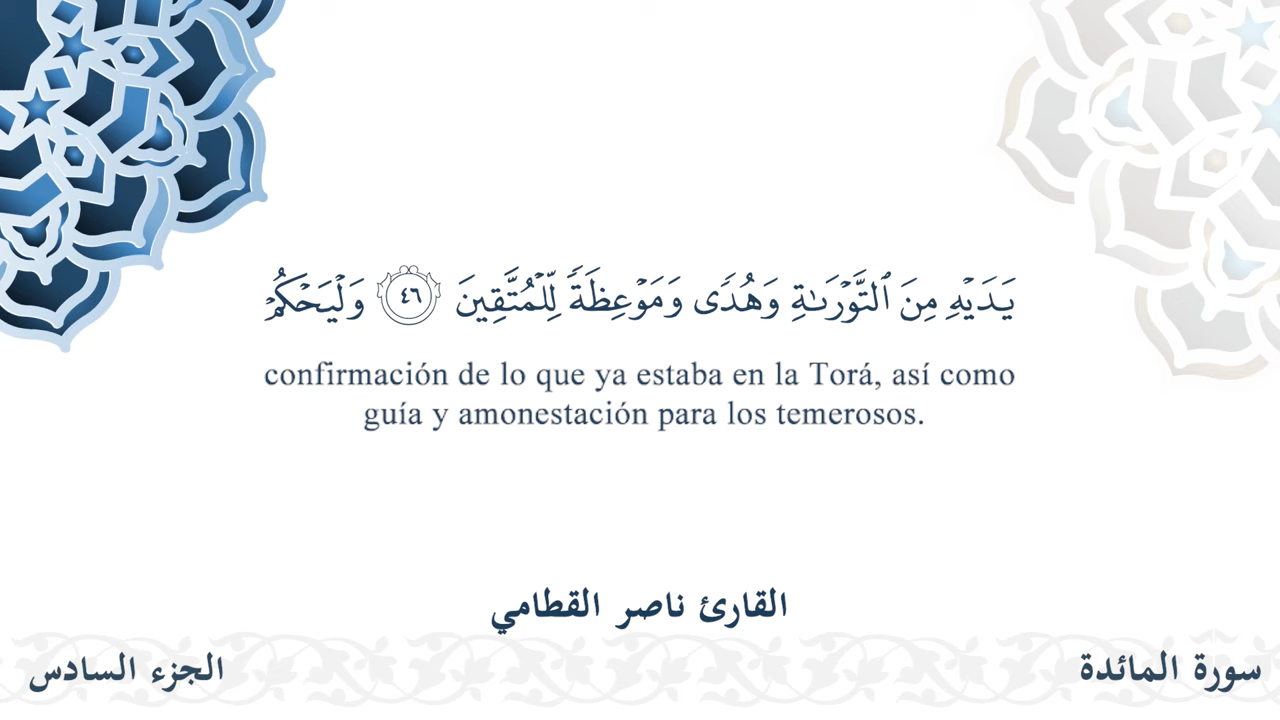 يَدَيْهِ مِنَ ٱلتَّوْرَىٰةِ وَهُدًى وَمَوْعِظَةً لِّلْمُتَّقِينَ ٤٦ وَلْيَحْكُمْ
confirmación de lo que ya estaba en la Torá, así como
guía y amonestación para los temerosos.
القارئ ناصر القطامي
سورة المائدة
الجزء السادس